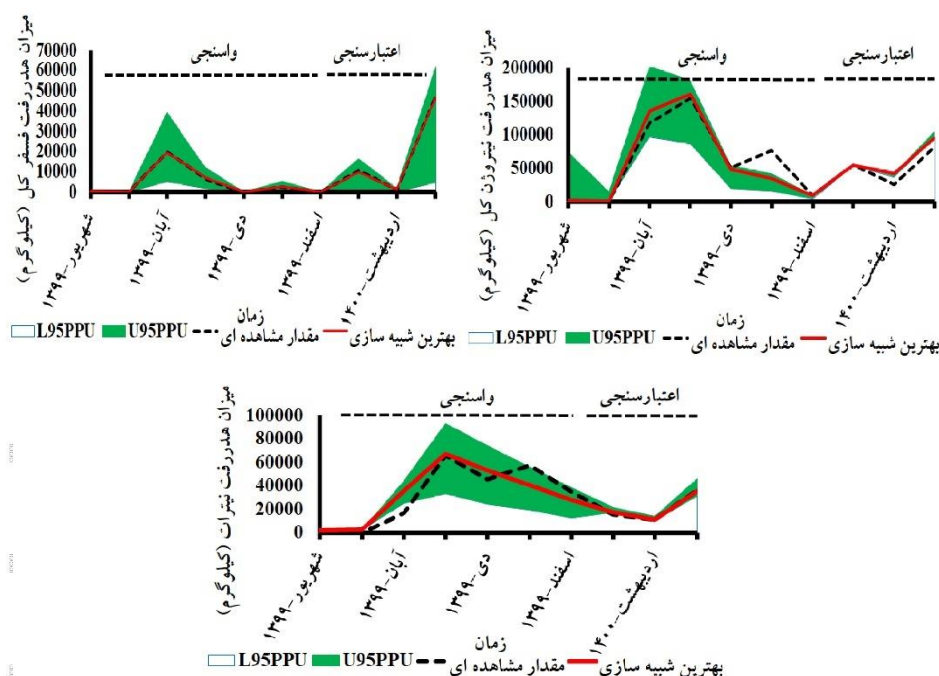 میزان هدررفت فسفر کل (کیلوگرم)
واسنجی
اعتبارسنجی
70000
60000
50000
40000
30000
20000
10000
0
شهریور-۱۳۹۹
آبان-۱۳۹۹
دی-۱۳۹۹
اسفند-۱۳۹۹
اردیبهشت-۱۴۰۰
زمان
L95PPU U95PPU مقدار مشاهده ای بهترین شبیه سازی
میزان هدررفت نیتروژن کل (کیلوگرم)
واسنجی
اعتبارسنجی
200000
150000
100000
50000
0
شهریور-۱۳۹۹
آبان-۱۳۹۹
دی-۱۳۹۹
اسفند-۱۳۹۹
اردیبهشت-۱۴۰۰
زمان
L95PPU U95PPU مقدار مشاهده ای بهترین شبیه سازی
میزان هدررفت نیترات (کیلوگرم)
واسنجی
اعتبارسنجی
100000
80000
60000
40000
20000
0
شهریور-۱۳۹۹
آبان-۱۳۹۹
دی-۱۳۹۹
اسفند-۱۳۹۹
اردیبهشت-۱۴۰۰
زمان
L95PPU U95PPU مقدار مشاهده ای بهترین شبیه سازی